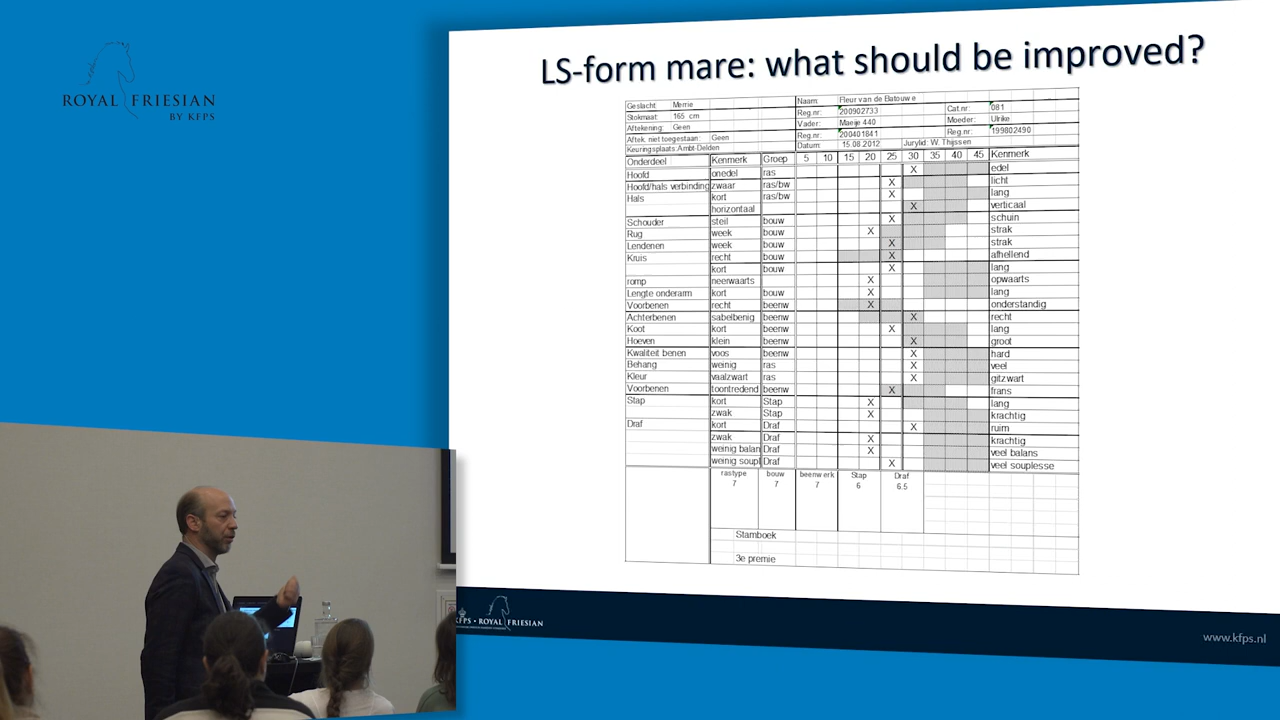 ROYAL FRIESIAN
BY KFPS
LS-form mare: what should be improved?
Geslacht: Merrie Naam: Fleur van de Batouwe
Stokmaat: 165 cm Reg.nr: 200902733 Cat.nr: 081
Aftekening: Geen Vader: Maeije 440 Moeder: Ulrike
Aftek. niet toegestaan: Geen Reg.nr: 200401841 Reg.nr: 199802490
Keuringsplaats: Ambt-Delden Datum: 15.08.2012 Jurylid: W. Thijssen
Onderdeel Kenmerk Groep 5 10 15 20 25 30 35 40 45 Kenmerk
Hoofd onedel ras X edel
Hoofd/hals verbinding zwaar ras/bw X licht
Hals kort ras/bw X lang
horizontaal X verticaal
Schouder steil bouw X schuin
Rug week bouw X strak
Lendenen week bouw X strak
Kruis recht bouw X afhellend
kort bouw X lang
romp neerwaarts X opwaarts
Lengte onderarm kort bouw X lang
Voorbenen recht beenw X onderstandig
Achterbenen sabelbenig beenw X recht
Koot kort beenw X lang
Hoeven klein beenw X groot
Kwaliteit benen voos beenw X hard
Behang weinig ras X veel
Kleur vaalzwart ras X gitzwart
Voorbenen toontredend beenw X frans
Stap kort Stap X lang
zwak Stap X krachtig
Draf kort Draf X ruim
zwak Draf X krachtig
weinig balan Draf X veel balans
weinig soupl Draf X veel souplesse
rastype bouw beenwerk Stap Draf
7 7 7 6 6.5
Stamboek
3e premie
KFPS • ROYAL FRIESIAN
www.kfps.nl